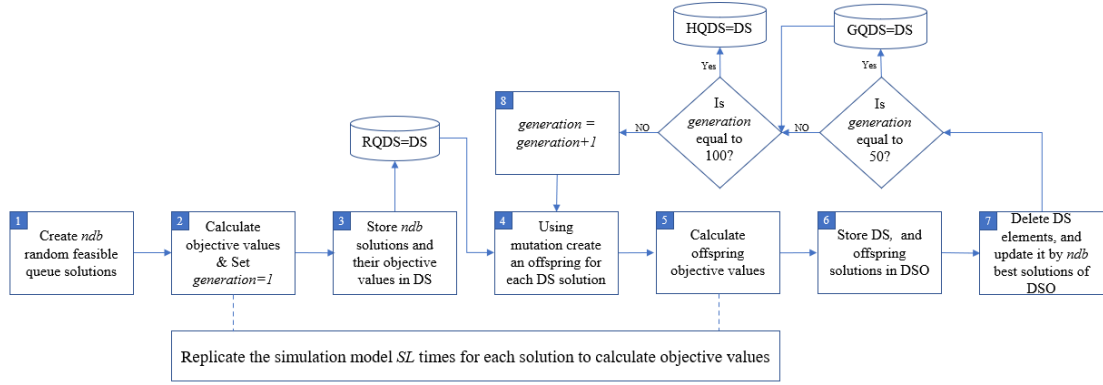 HQDS=DS
GQDS=DS
Yes
Yes
8
generation =
generation+1
NO
Is
generation
equal to
100?
NO
Is
generation
equal to
50?
RQDS=DS
1
Create ndb
random feasible
queue solutions
2
Calculate
objective values
& Set
generation=1
3
Store ndb
solutions and
their objective
values in DS
4
Using
mutation create
an offspring for
each DS solution
5
Calculate
offspring
objective values
6
Store DS, and
offspring
solutions in DSO
7
Delete DS
elements, and
update it by ndb
best solutions of
DSO
Replicate the simulation model SL times for each solution to calculate objective values